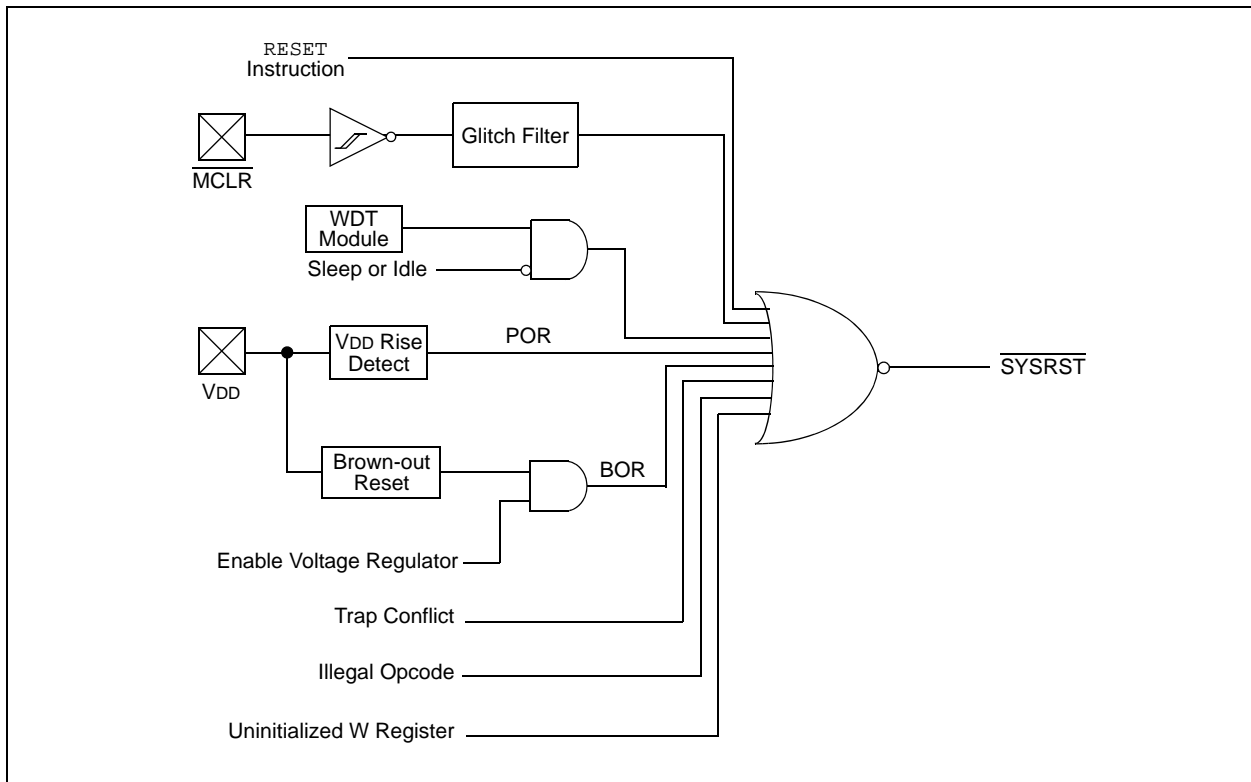 RESET
Instruction
MCLR
Glitch Filter
WDT
Module
Sleep or Idle
VDD
VDD Rise
Detect
POR
SYSRST
Brown-out
Reset
BOR
Enable Voltage Regulator
Trap Conflict
Illegal Opcode
Uninitialized W Register